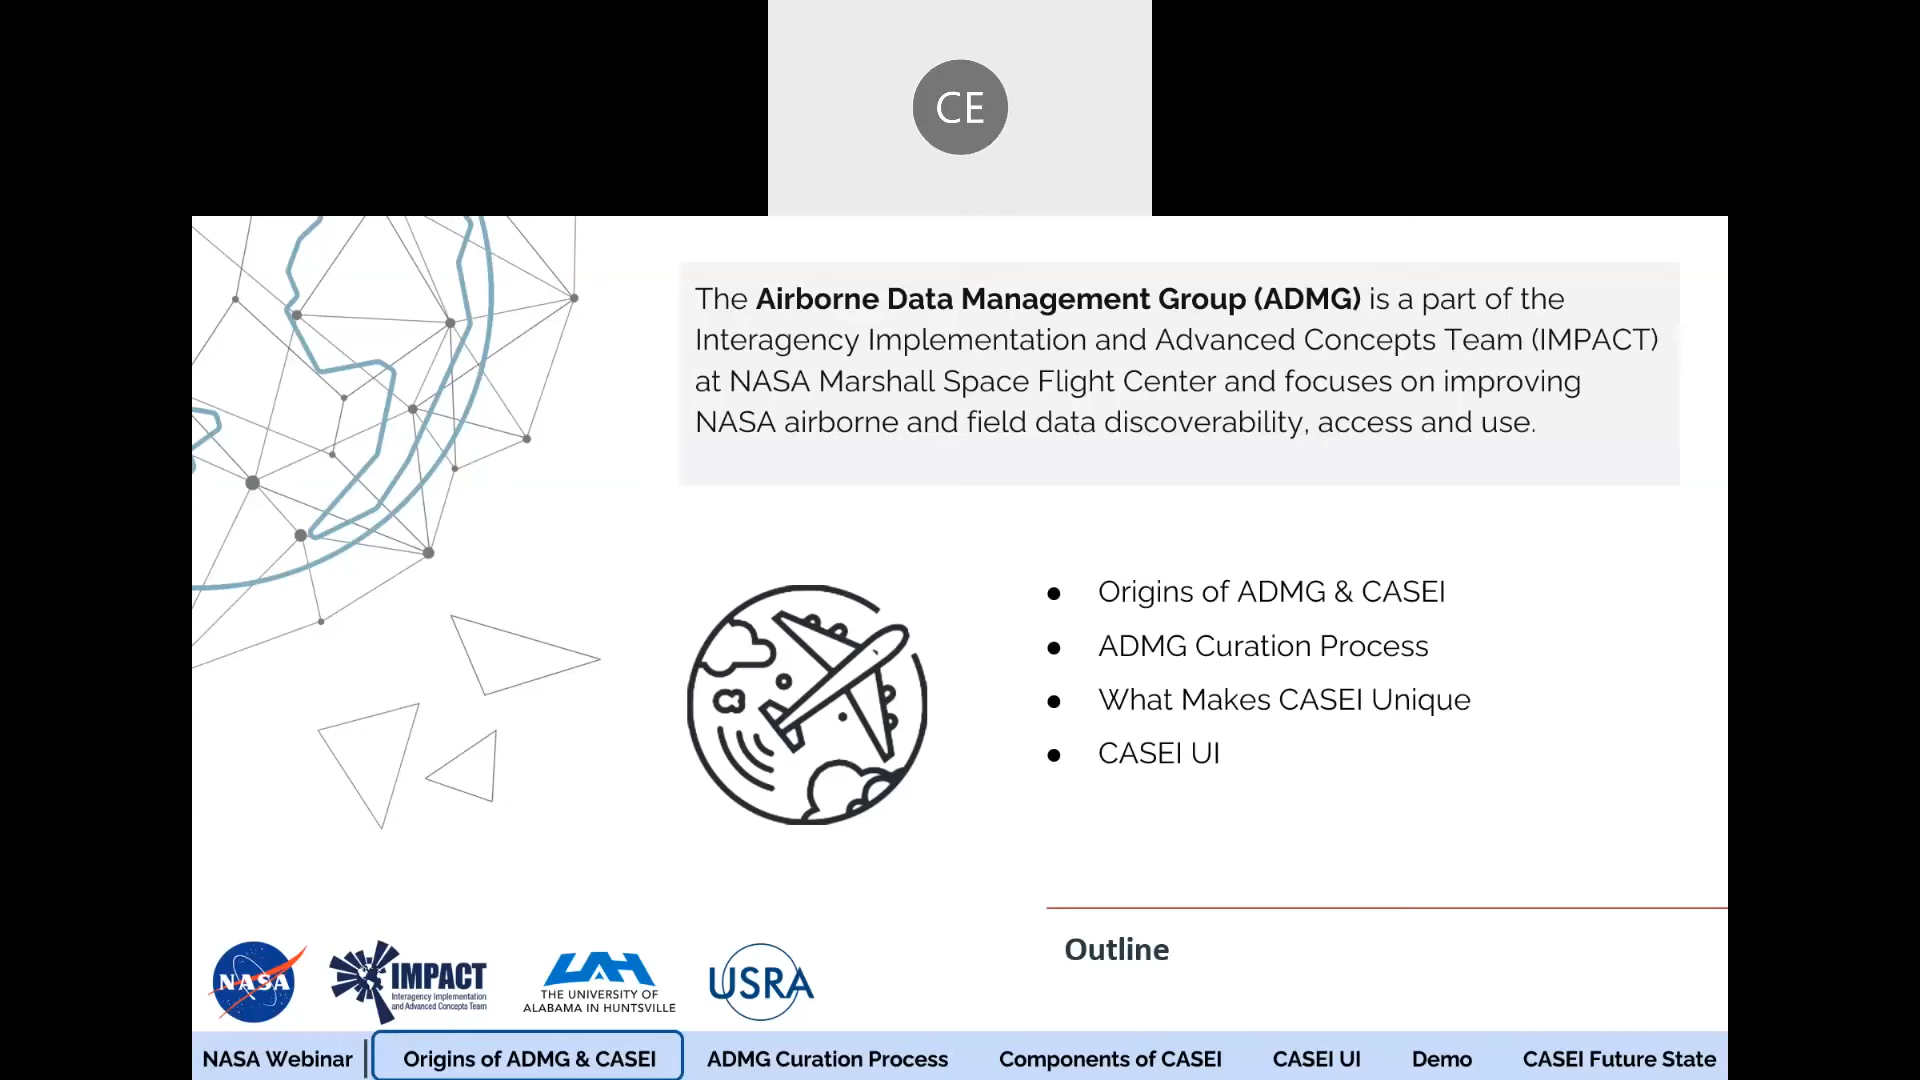 CE
The Airborne Data Management Group (ADMG) is a part of the
Interagency Implementation and Advanced Concepts Team (IMPACT)
at NASA Marshall Space Flight Center and focuses on improving
NASA airborne and field data discoverability, access and use.
● Origins of ADMG & CASEI
● ADMG Curation Process
● What Makes CASEI Unique
● CASEI UI
Outline
NASA
IMPACT
Interagency Implementation
and Advanced Concepts Team
UAH
THE UNIVERSITY OF
ALABAMA IN HUNTSVILLE
USRA
NASA Webinar | Origins of ADMG & CASEI ADMG Curation Process Components of CASEI CASEI UI Demo CASEI Future State